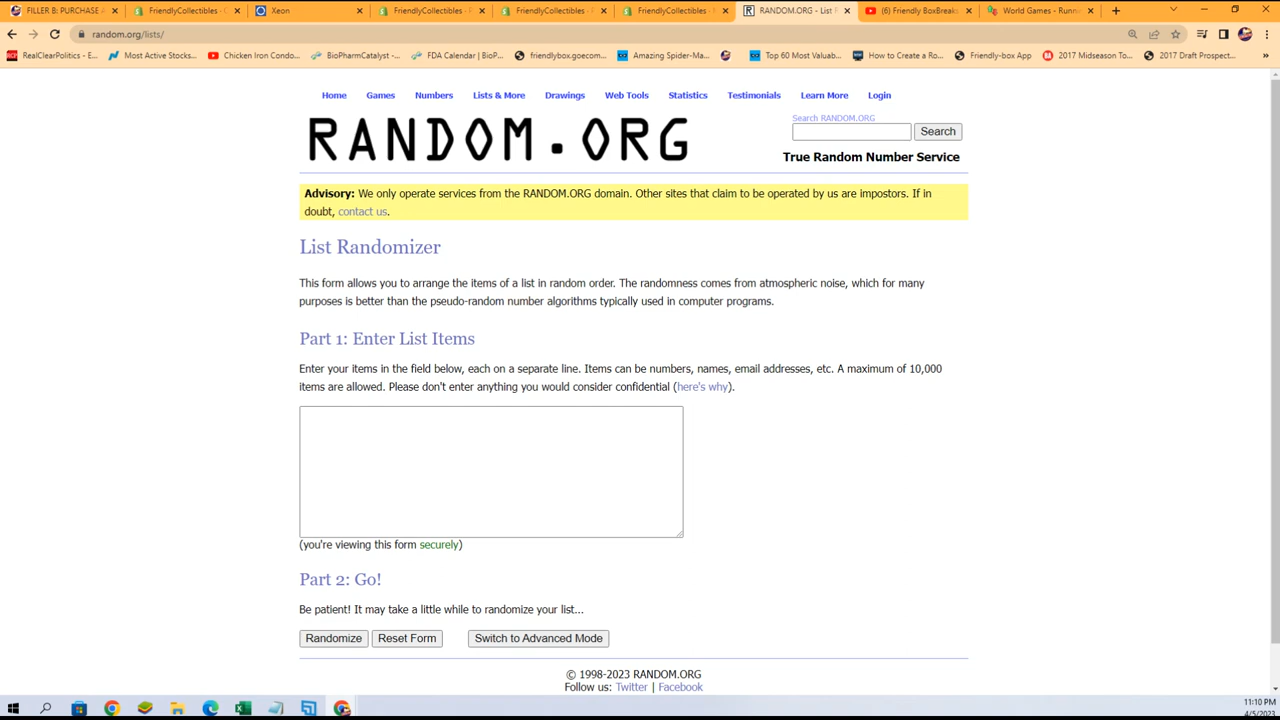 FILLER B: PURCHASE A
FriendlyCollectibles - 
Xeon
FriendlyCollectibles - 
FriendlyCollectibles - 
FriendlyCollectibles - 
RANDOM.ORG - List R
(6) Friendly BoxBreaks
World Games - Runn
random.org/lists/
RealClearPolitics - E...
Most Active Stocks...
Chicken Iron Condo...
BioPharmCatalyst -...
FDA Calendar | BioP...
friendlybox.goecom...
Amazing Spider-Ma...
Top 60 Most Valuab...
How to Create a Ro...
Friendly-box App
2017 Midseason To...
2017 Draft Prospect...
Home Games Numbers Lists & More Drawings Web Tools Statistics Testimonials Learn More Login
RANDOM.ORG
Search RANDOM.ORG
Search
True Random Number Service
Advisory: We only operate services from the RANDOM.ORG domain. Other sites that claim to be operated by us are impostors. If in
doubt, contact us.
List Randomizer
This form allows you to arrange the items of a list in random order. The randomness comes from atmospheric noise, which for many
purposes is better than the pseudo-random number algorithms typically used in computer programs.
Part 1: Enter List Items
Enter your items in the field below, each on a separate line. Items can be numbers, names, email addresses, etc. A maximum of 10,000
items are allowed. Please don't enter anything you would consider confidential (here's why).
(you're viewing this form securely)
Part 2: Go!
Be patient! It may take a little while to randomize your list...
Randomize Reset Form Switch to Advanced Mode
© 1998-2023 RANDOM.ORG
Follow us: Twitter | Facebook
11:10 PM
4/5/2023